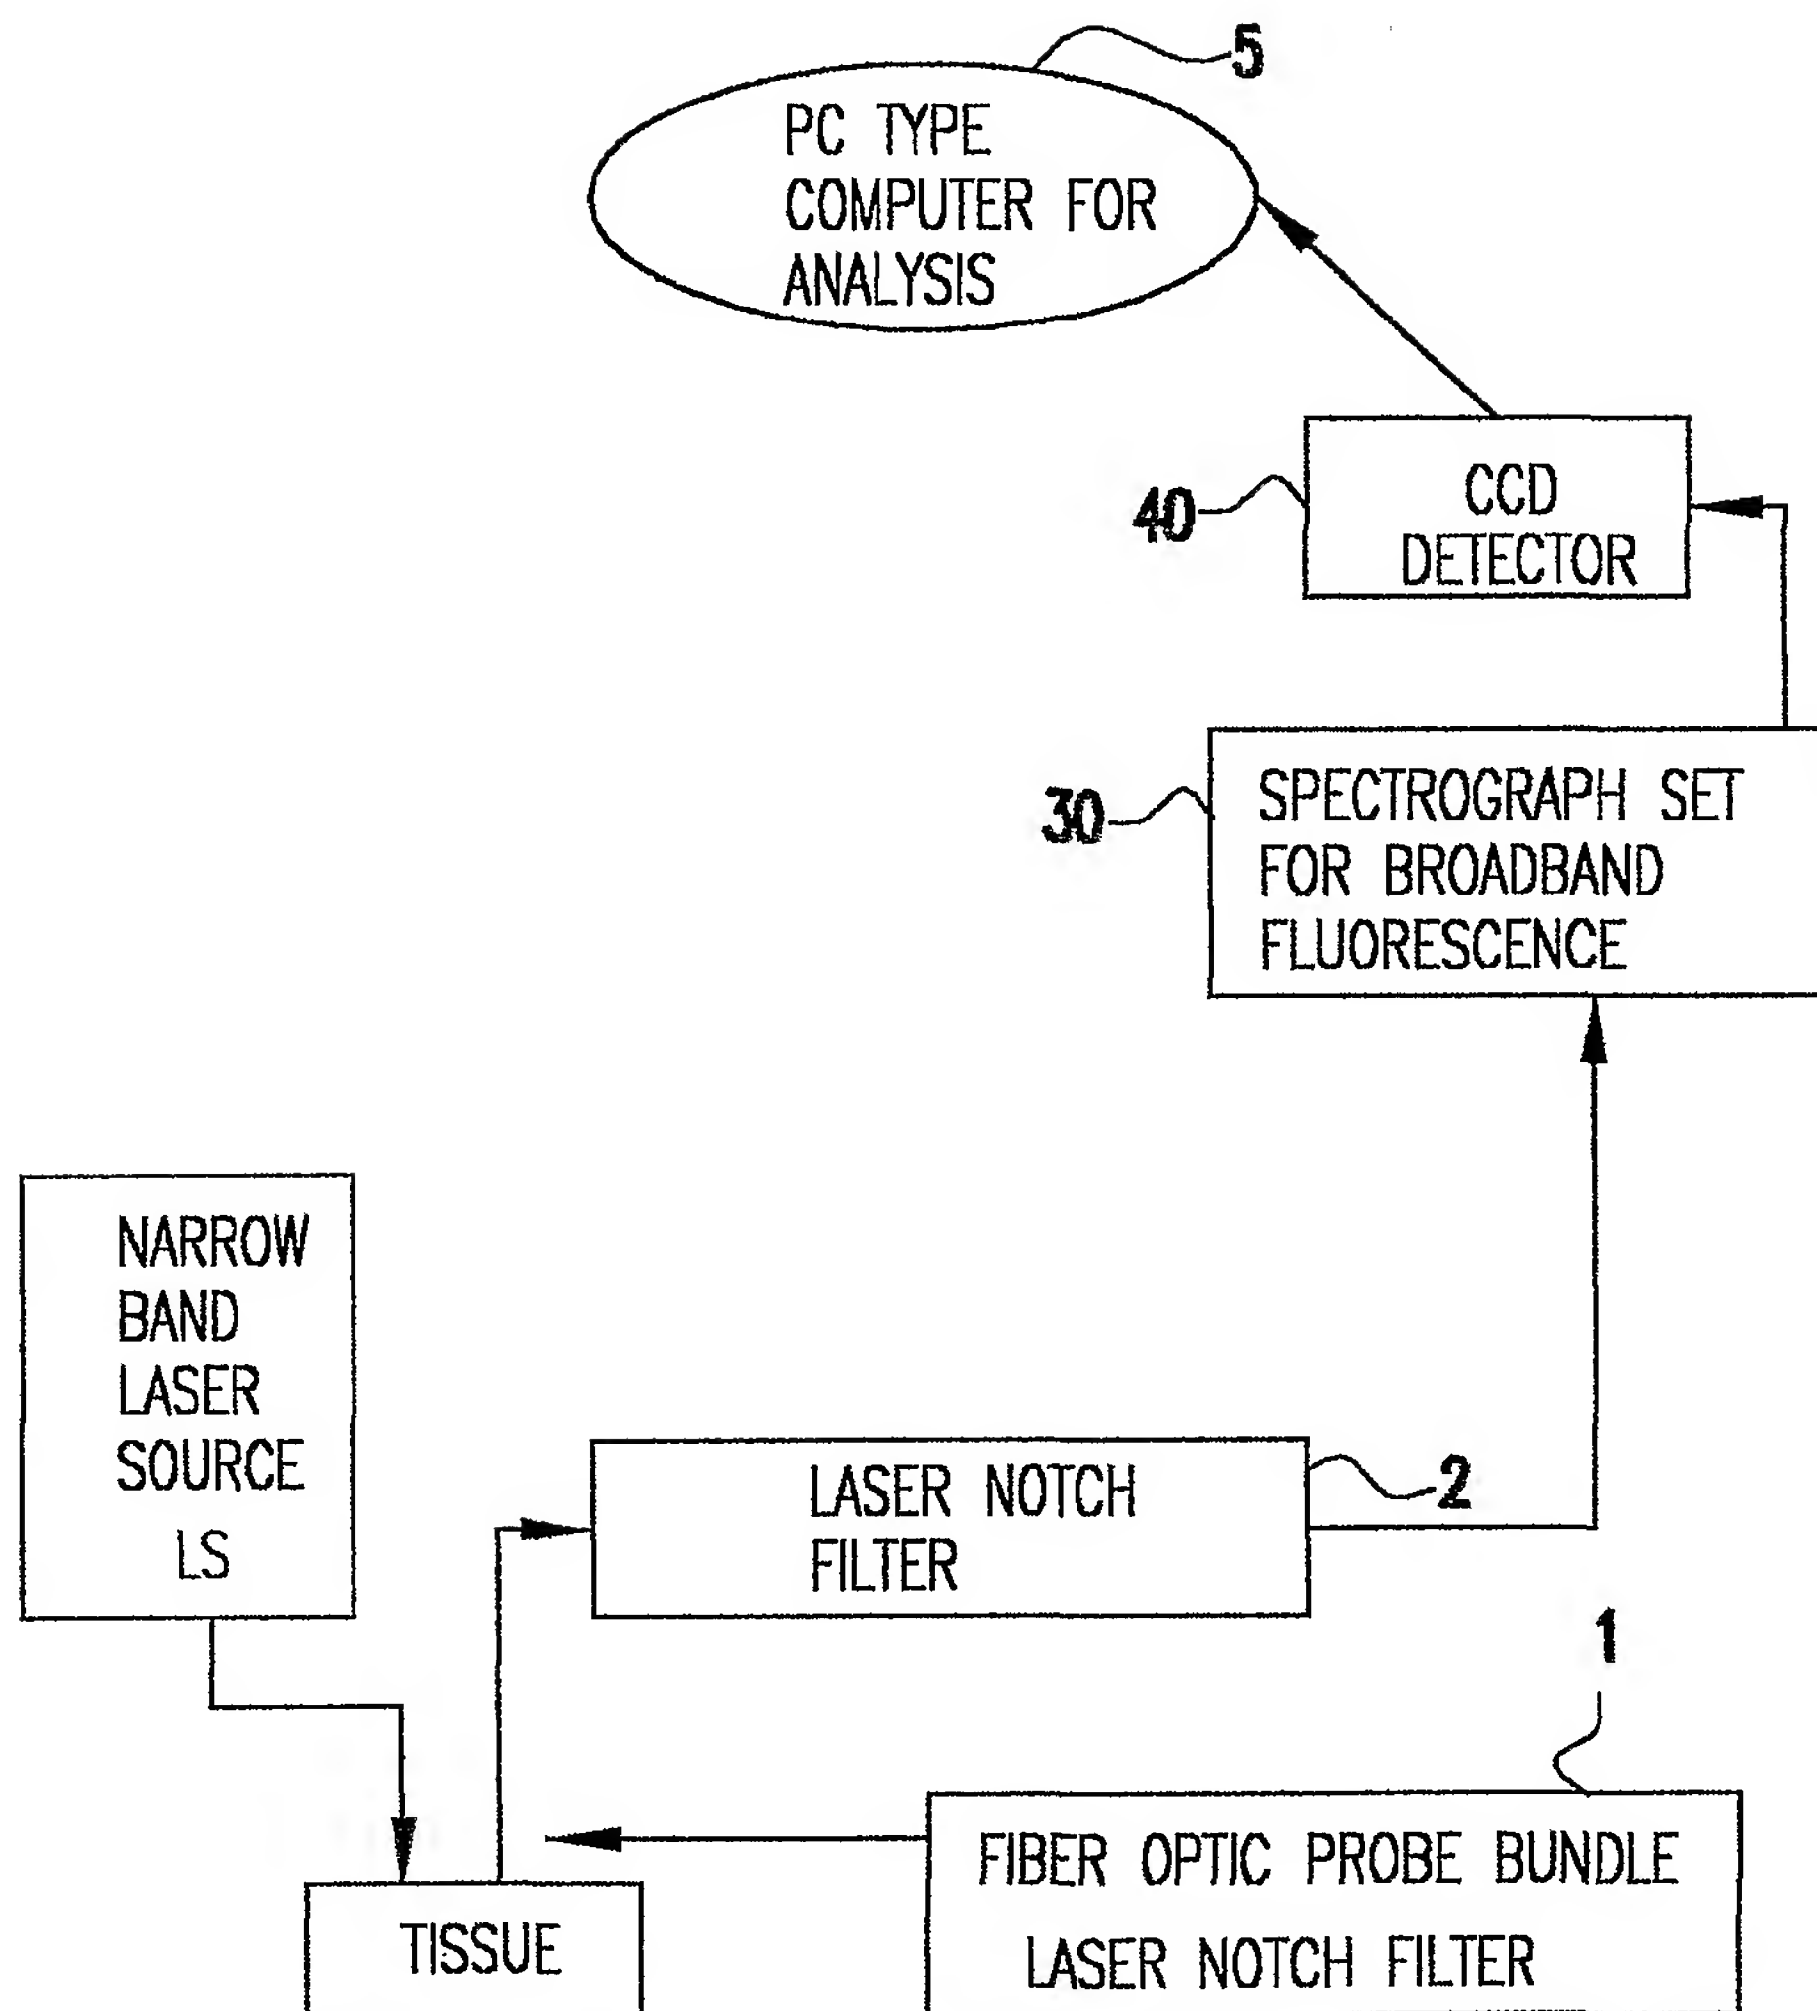 5
PC TYPE
COMPUTER FOR
ANALYSIS
40
CCD
DETECTOR
30
SPECTROGRAPH SET
FOR BROADBAND
FLUORESCENCE
NARROW
BAND
LASER
SOURCE
LS
LASER NOTCH
FILTER
2
1
FIBER OPTIC PROBE BUNDLE
LASER NOTCH FILTER
TISSUE